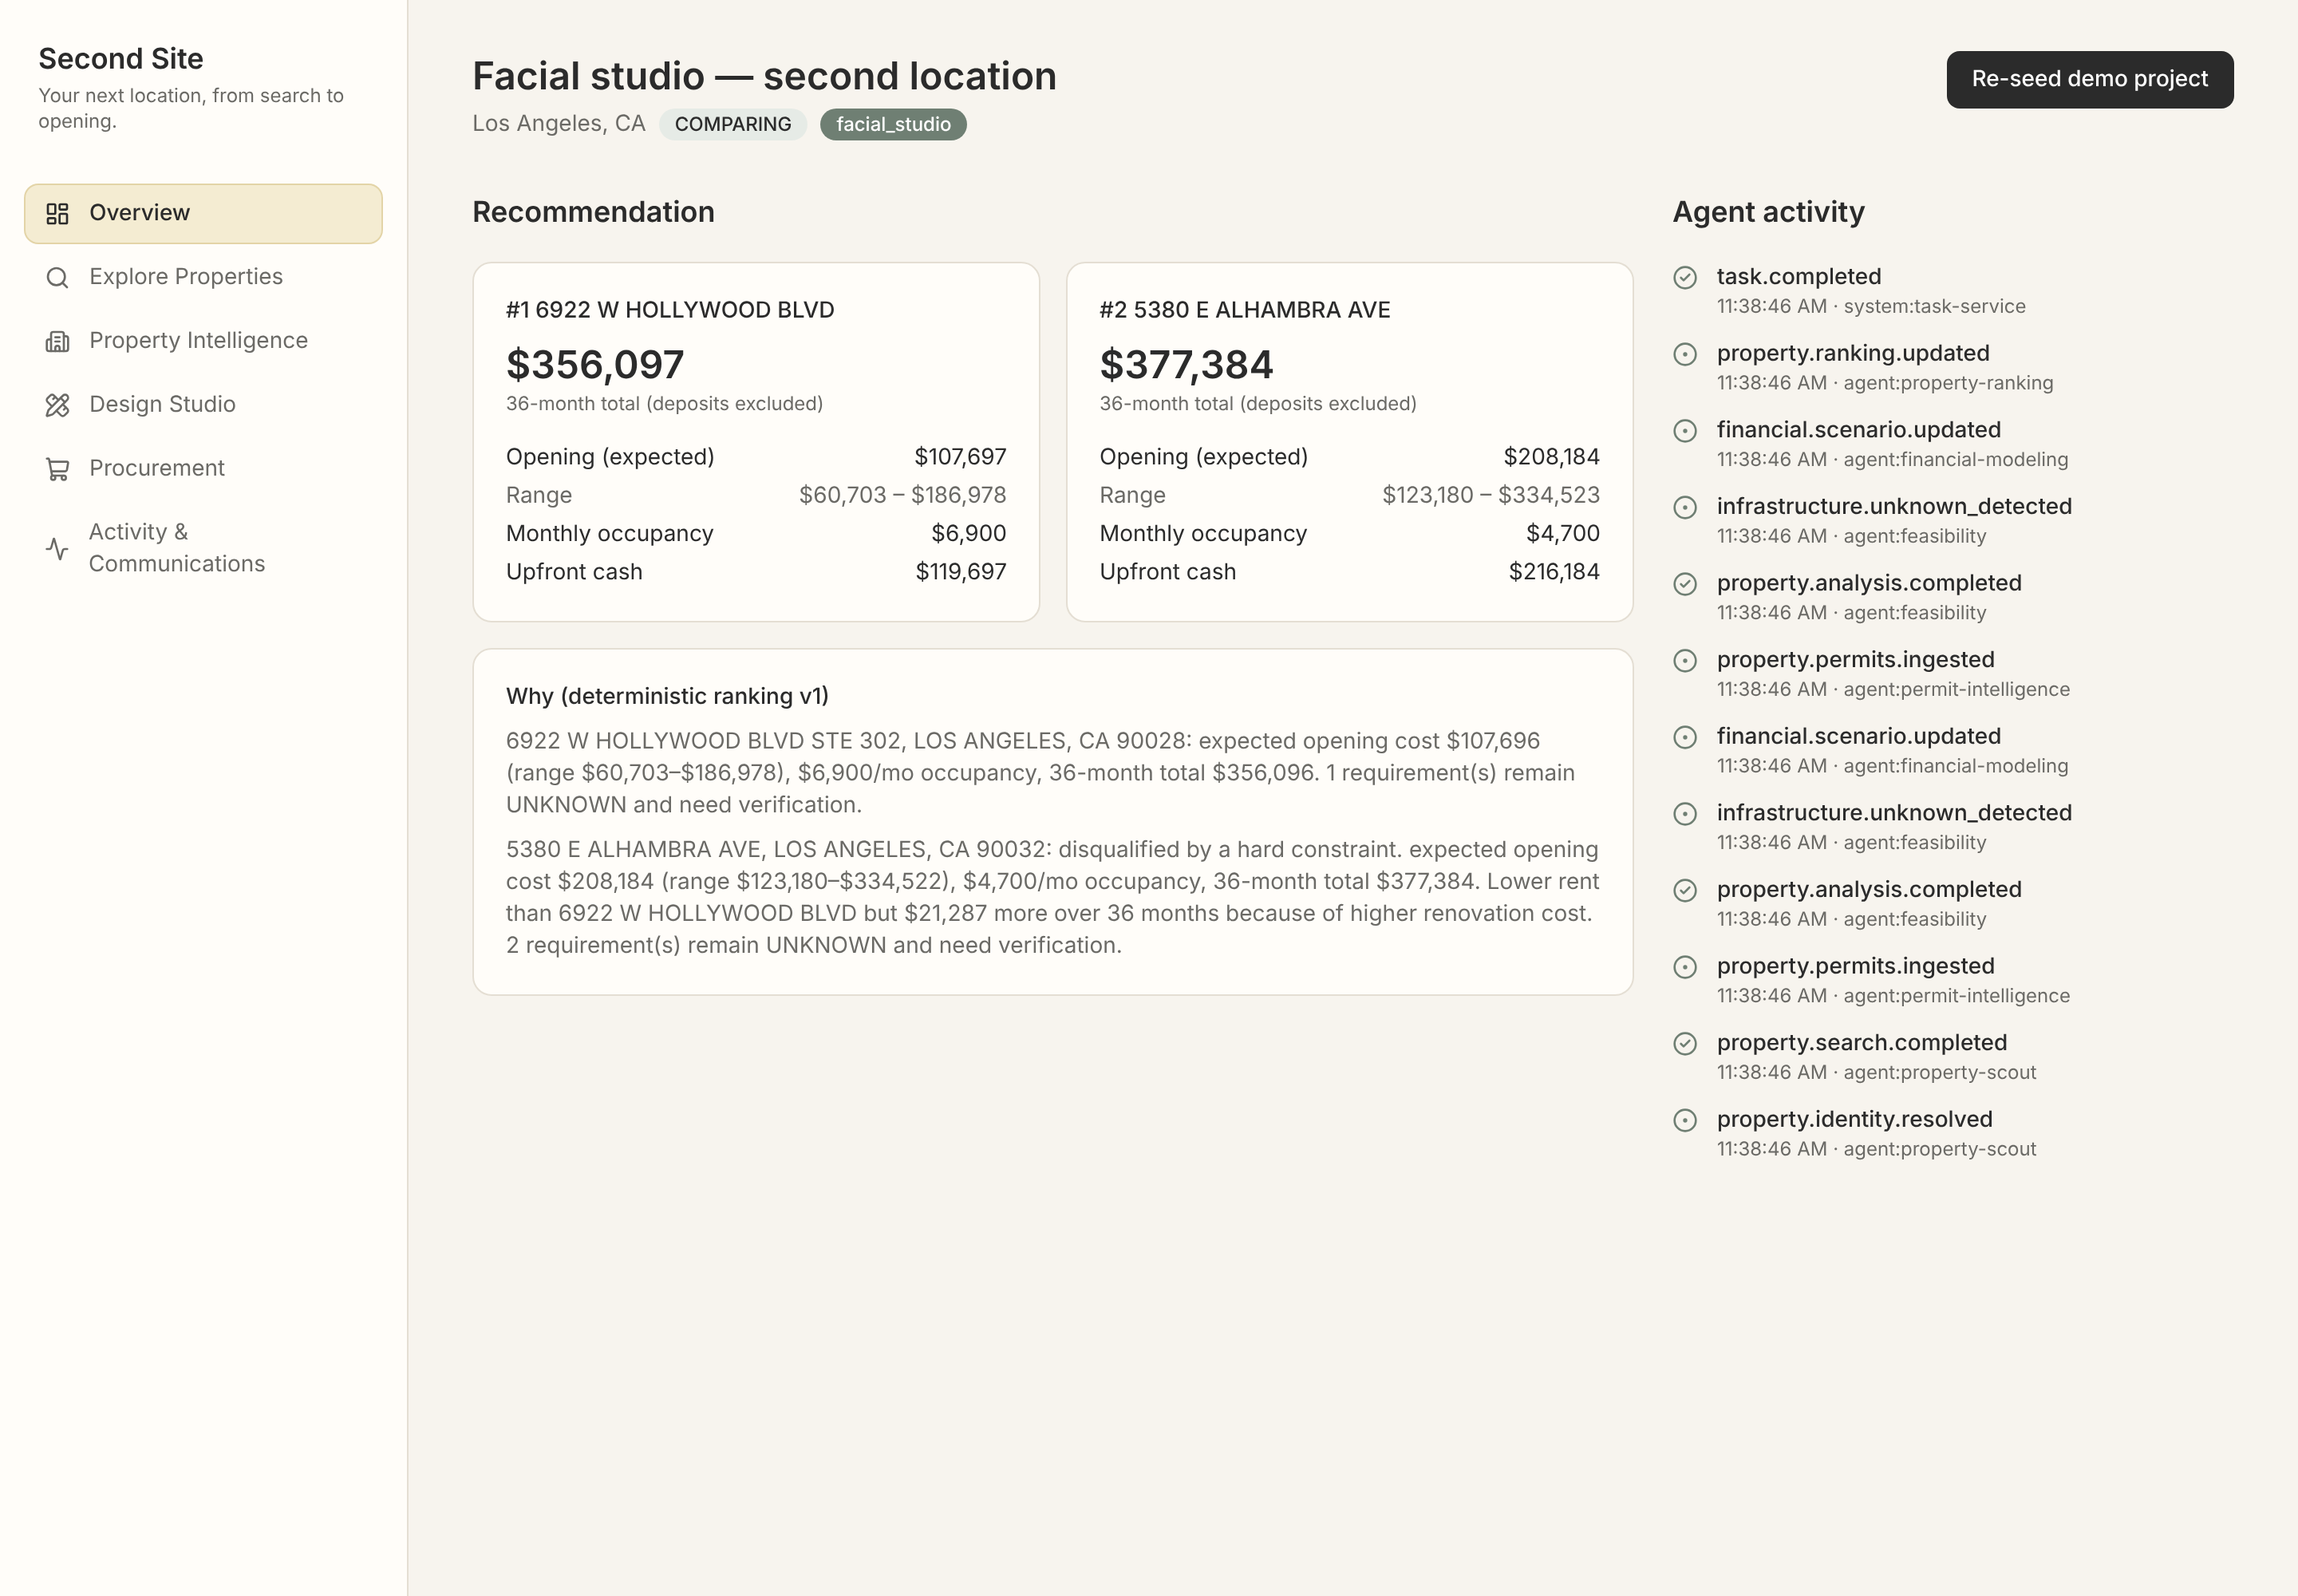 Second Site
Your next location, from search to
opening.
Overview
Explore Properties
Property Intelligence
Design Studio
Procurement
Activity &
Communications
Facial studio — second location
Los Angeles, CA COMPARING facial_studio
Re-seed demo project
Recommendation
#1 6922 W HOLLYWOOD BLVD
$356,097
36-month total (deposits excluded)
Opening (expected) $107,697
Range $60,703 – $186,978
Monthly occupancy $6,900
Upfront cash $119,697
#2 5380 E ALHAMBRA AVE
$377,384
36-month total (deposits excluded)
Opening (expected) $208,184
Range $123,180 – $334,523
Monthly occupancy $4,700
Upfront cash $216,184
Why (deterministic ranking v1)
6922 W HOLLYWOOD BLVD STE 302, LOS ANGELES, CA 90028: expected opening cost $107,696
(range $60,703–$186,978), $6,900/mo occupancy, 36-month total $356,096. 1 requirement(s) remain
UNKNOWN and need verification.
5380 E ALHAMBRA AVE, LOS ANGELES, CA 90032: disqualified by a hard constraint. expected opening
cost $208,184 (range $123,180–$334,522), $4,700/mo occupancy, 36-month total $377,384. Lower rent
than 6922 W HOLLYWOOD BLVD but $21,287 more over 36 months because of higher renovation cost.
2 requirement(s) remain UNKNOWN and need verification.
Agent activity
task.completed
11:38:46 AM · system:task-service
property.ranking.updated
11:38:46 AM · agent:property-ranking
financial.scenario.updated
11:38:46 AM · agent:financial-modeling
infrastructure.unknown_detected
11:38:46 AM · agent:feasibility
property.analysis.completed
11:38:46 AM · agent:feasibility
property.permits.ingested
11:38:46 AM · agent:permit-intelligence
financial.scenario.updated
11:38:46 AM · agent:financial-modeling
infrastructure.unknown_detected
11:38:46 AM · agent:feasibility
property.analysis.completed
11:38:46 AM · agent:feasibility
property.permits.ingested
11:38:46 AM · agent:permit-intelligence
property.search.completed
11:38:46 AM · agent:property-scout
property.identity.resolved
11:38:46 AM · agent:property-scout